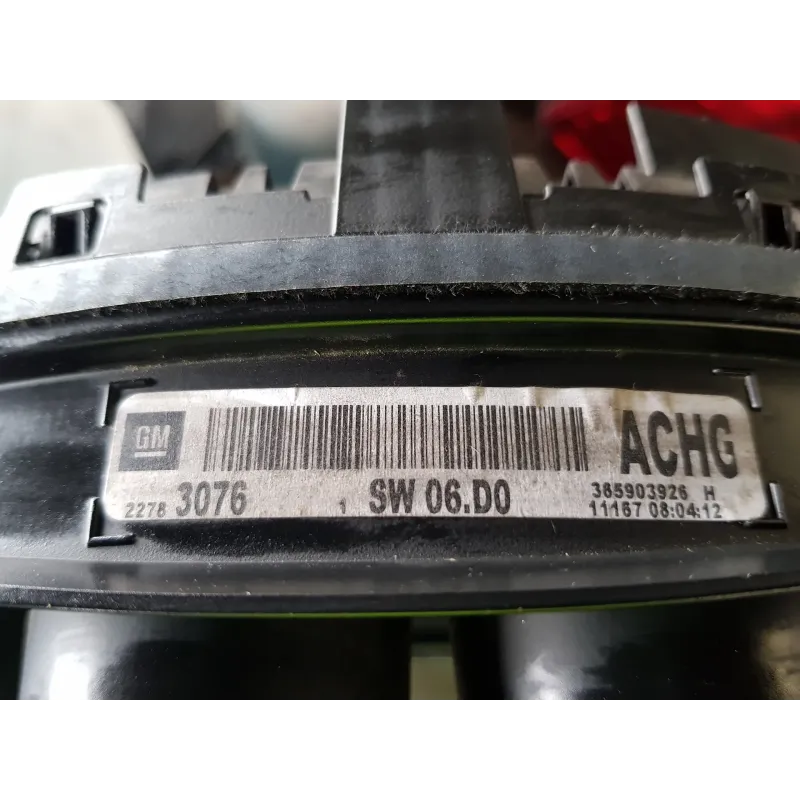 GM
ACHG
2278 3076 1 SW 06.D0
365903926 H
11167 08:04:12